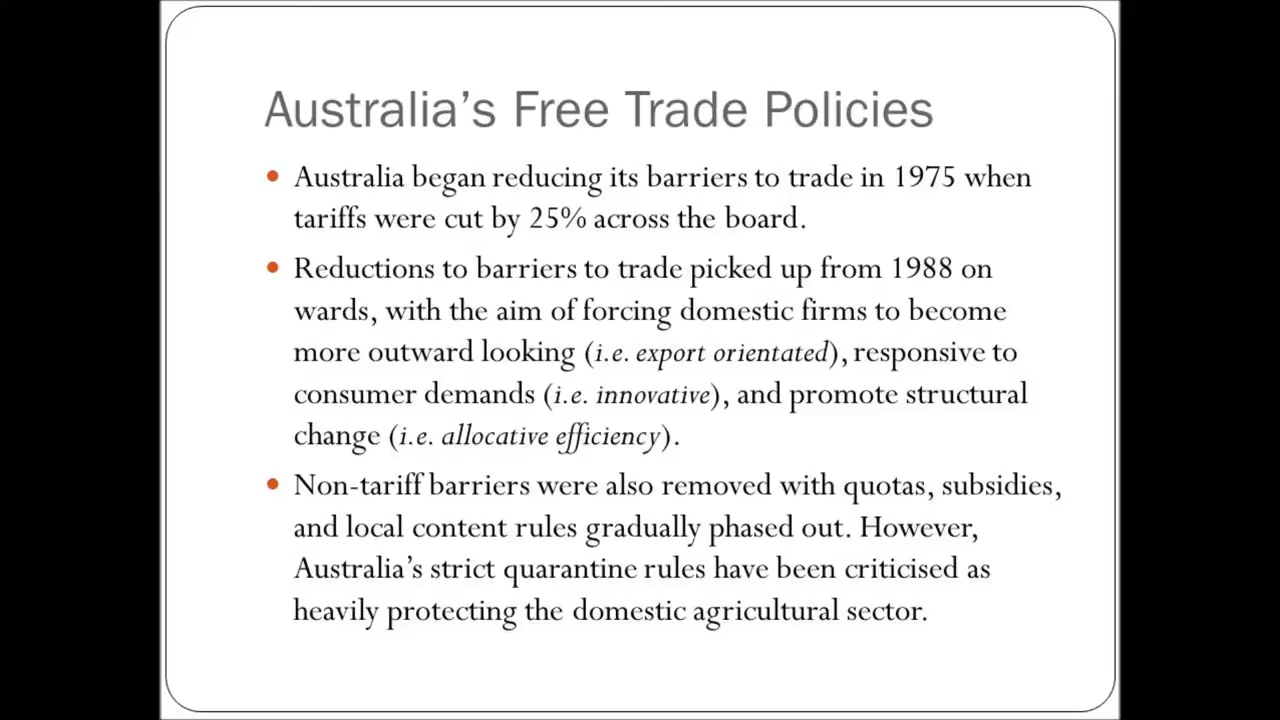 Australia's Free Trade Policies
• Australia began reducing its barriers to trade in 1975 when
tariffs were cut by 25% across the board.
• Reductions to barriers to trade picked up from 1988 on
wards, with the aim of forcing domestic firms to become
more outward looking (i.e. export orientated), responsive to
consumer demands (i.e. innovative), and promote structural
change (i.e. allocative efficiency).
• Non-tariff barriers were also removed with quotas, subsidies,
and local content rules gradually phased out. However,
Australia's strict quarantine rules have been criticised as
heavily protecting the domestic agricultural sector.